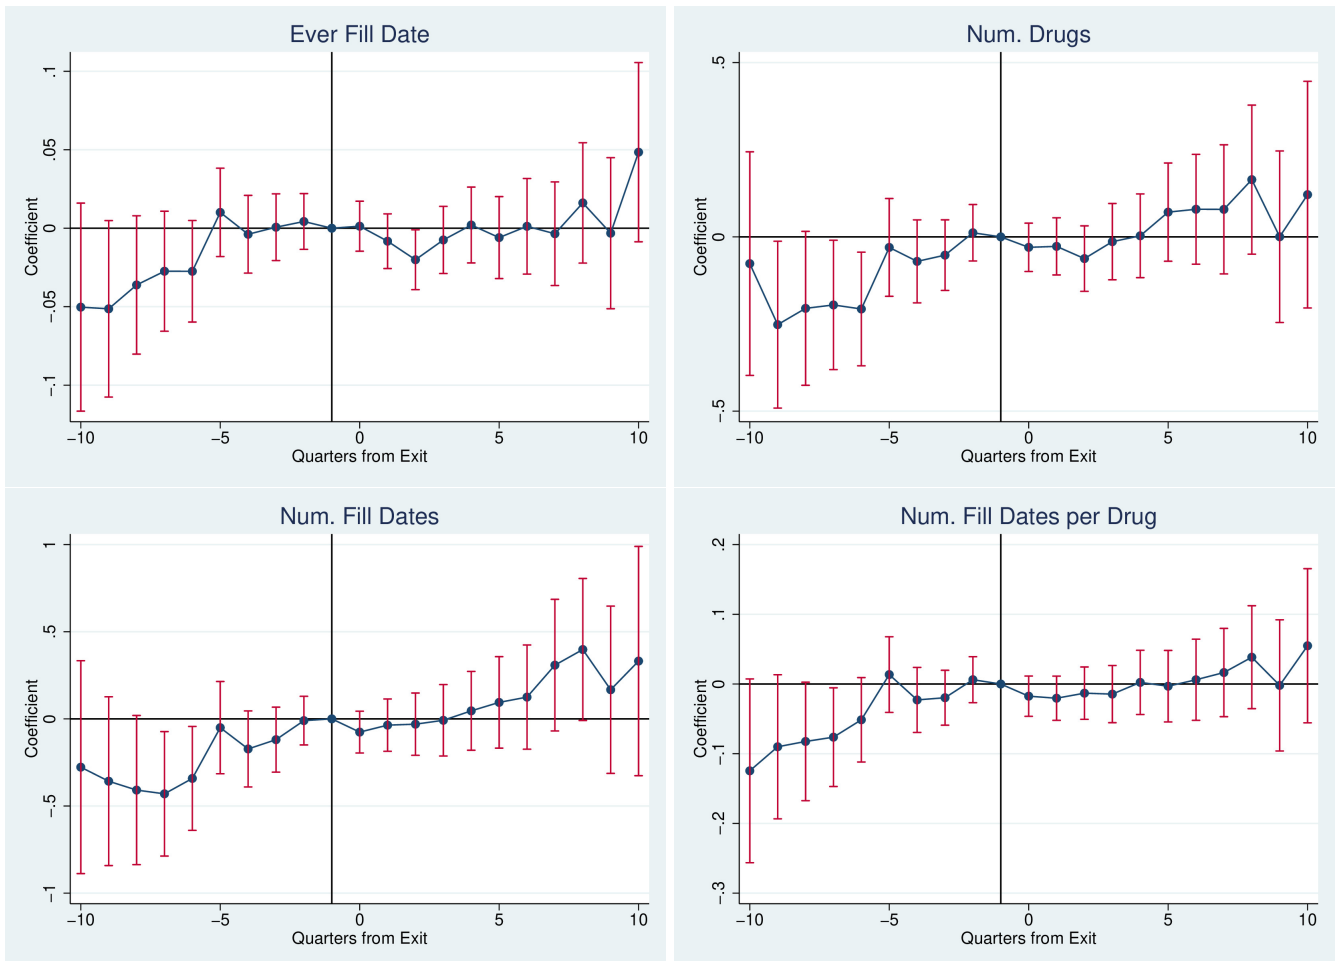 Ever Fill Date
Coefficient
.1
.05
0
−.05
−.1
−10 −5 0 5 10
Quarters from Exit
Num. Drugs
Coefficient
.5
0
−.5
−10 −5 0 5 10
Quarters from Exit
Num. Fill Dates
Coefficient
1
.5
0
−.5
−1
−10 −5 0 5 10
Quarters from Exit
Num. Fill Dates per Drug
Coefficient
.2
.1
0
−.1
−.2
−.3
−10 −5 0 5 10
Quarters from Exit